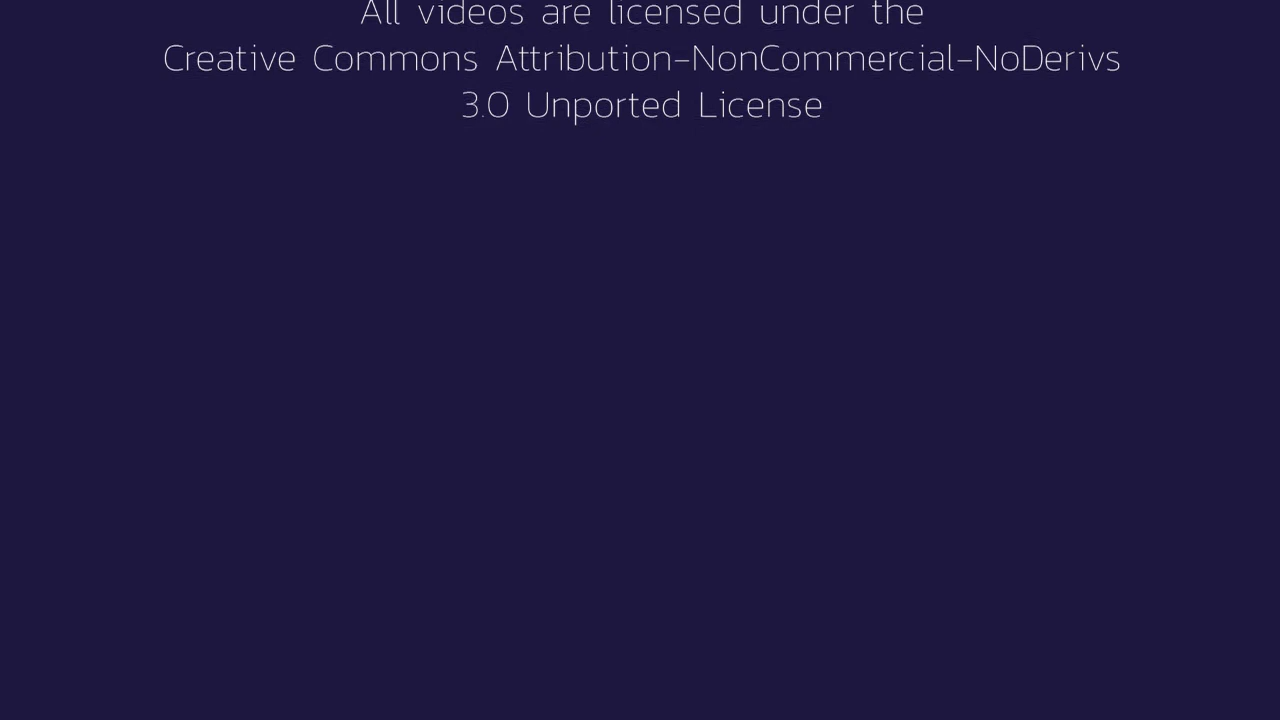 All videos are licensed under the
Creative Commons Attribution-NonCommercial-NoDerivs
3.0 Unported License